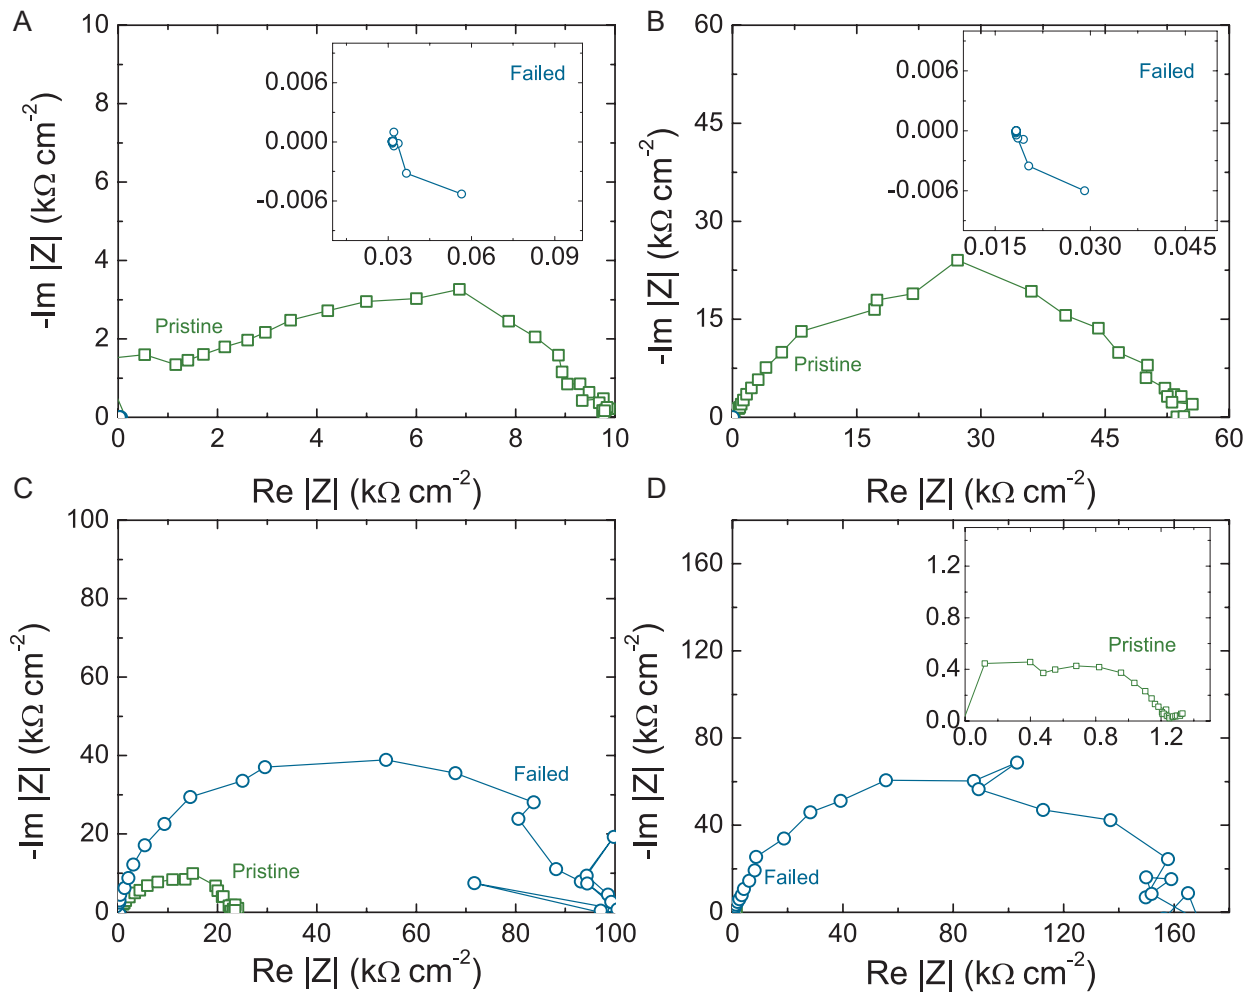 A
10
8
6
4
2
0
-Im |Z| (kΩ cm-2)
0.006
0.000
-0.006
Failed
0.03 0.06 0.09
Pristine
0 2 4 6 8 10
Re |Z| (kΩ cm-2)
B
60
45
30
15
0
-Im |Z| (kΩ cm-2)
0.006
0.000
-0.006
Failed
0.015 0.030 0.045
Pristine
0 15 30 45 60
Re |Z| (kΩ cm-2)
C
100
80
60
40
20
0
-Im |Z| (kΩ cm-2)
Failed
Pristine
0 20 40 60 80 100
Re |Z| (kΩ cm-2)
D
160
120
80
40
0
-Im |Z| (kΩ cm-2)
1.2
0.8
0.4
0.0
Pristine
0.0 0.4 0.8 1.2
Failed
0 40 80 120 160
Re |Z| (kΩ cm-2)